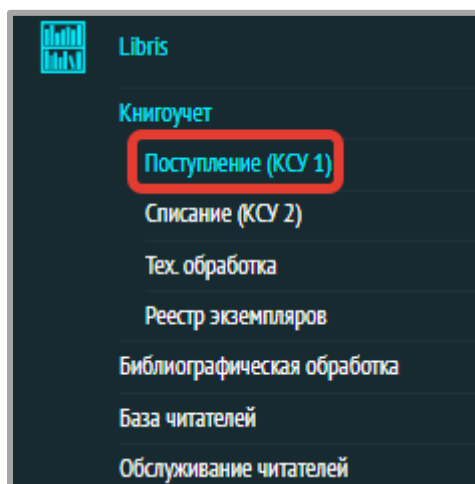 Libris
Книгоучет
Поступление (КСУ 1)
Списание (КСУ 2)
Тех. обработка
Реестр экземпляров
Библиографическая обработка
База читателей
Обслуживание читателей